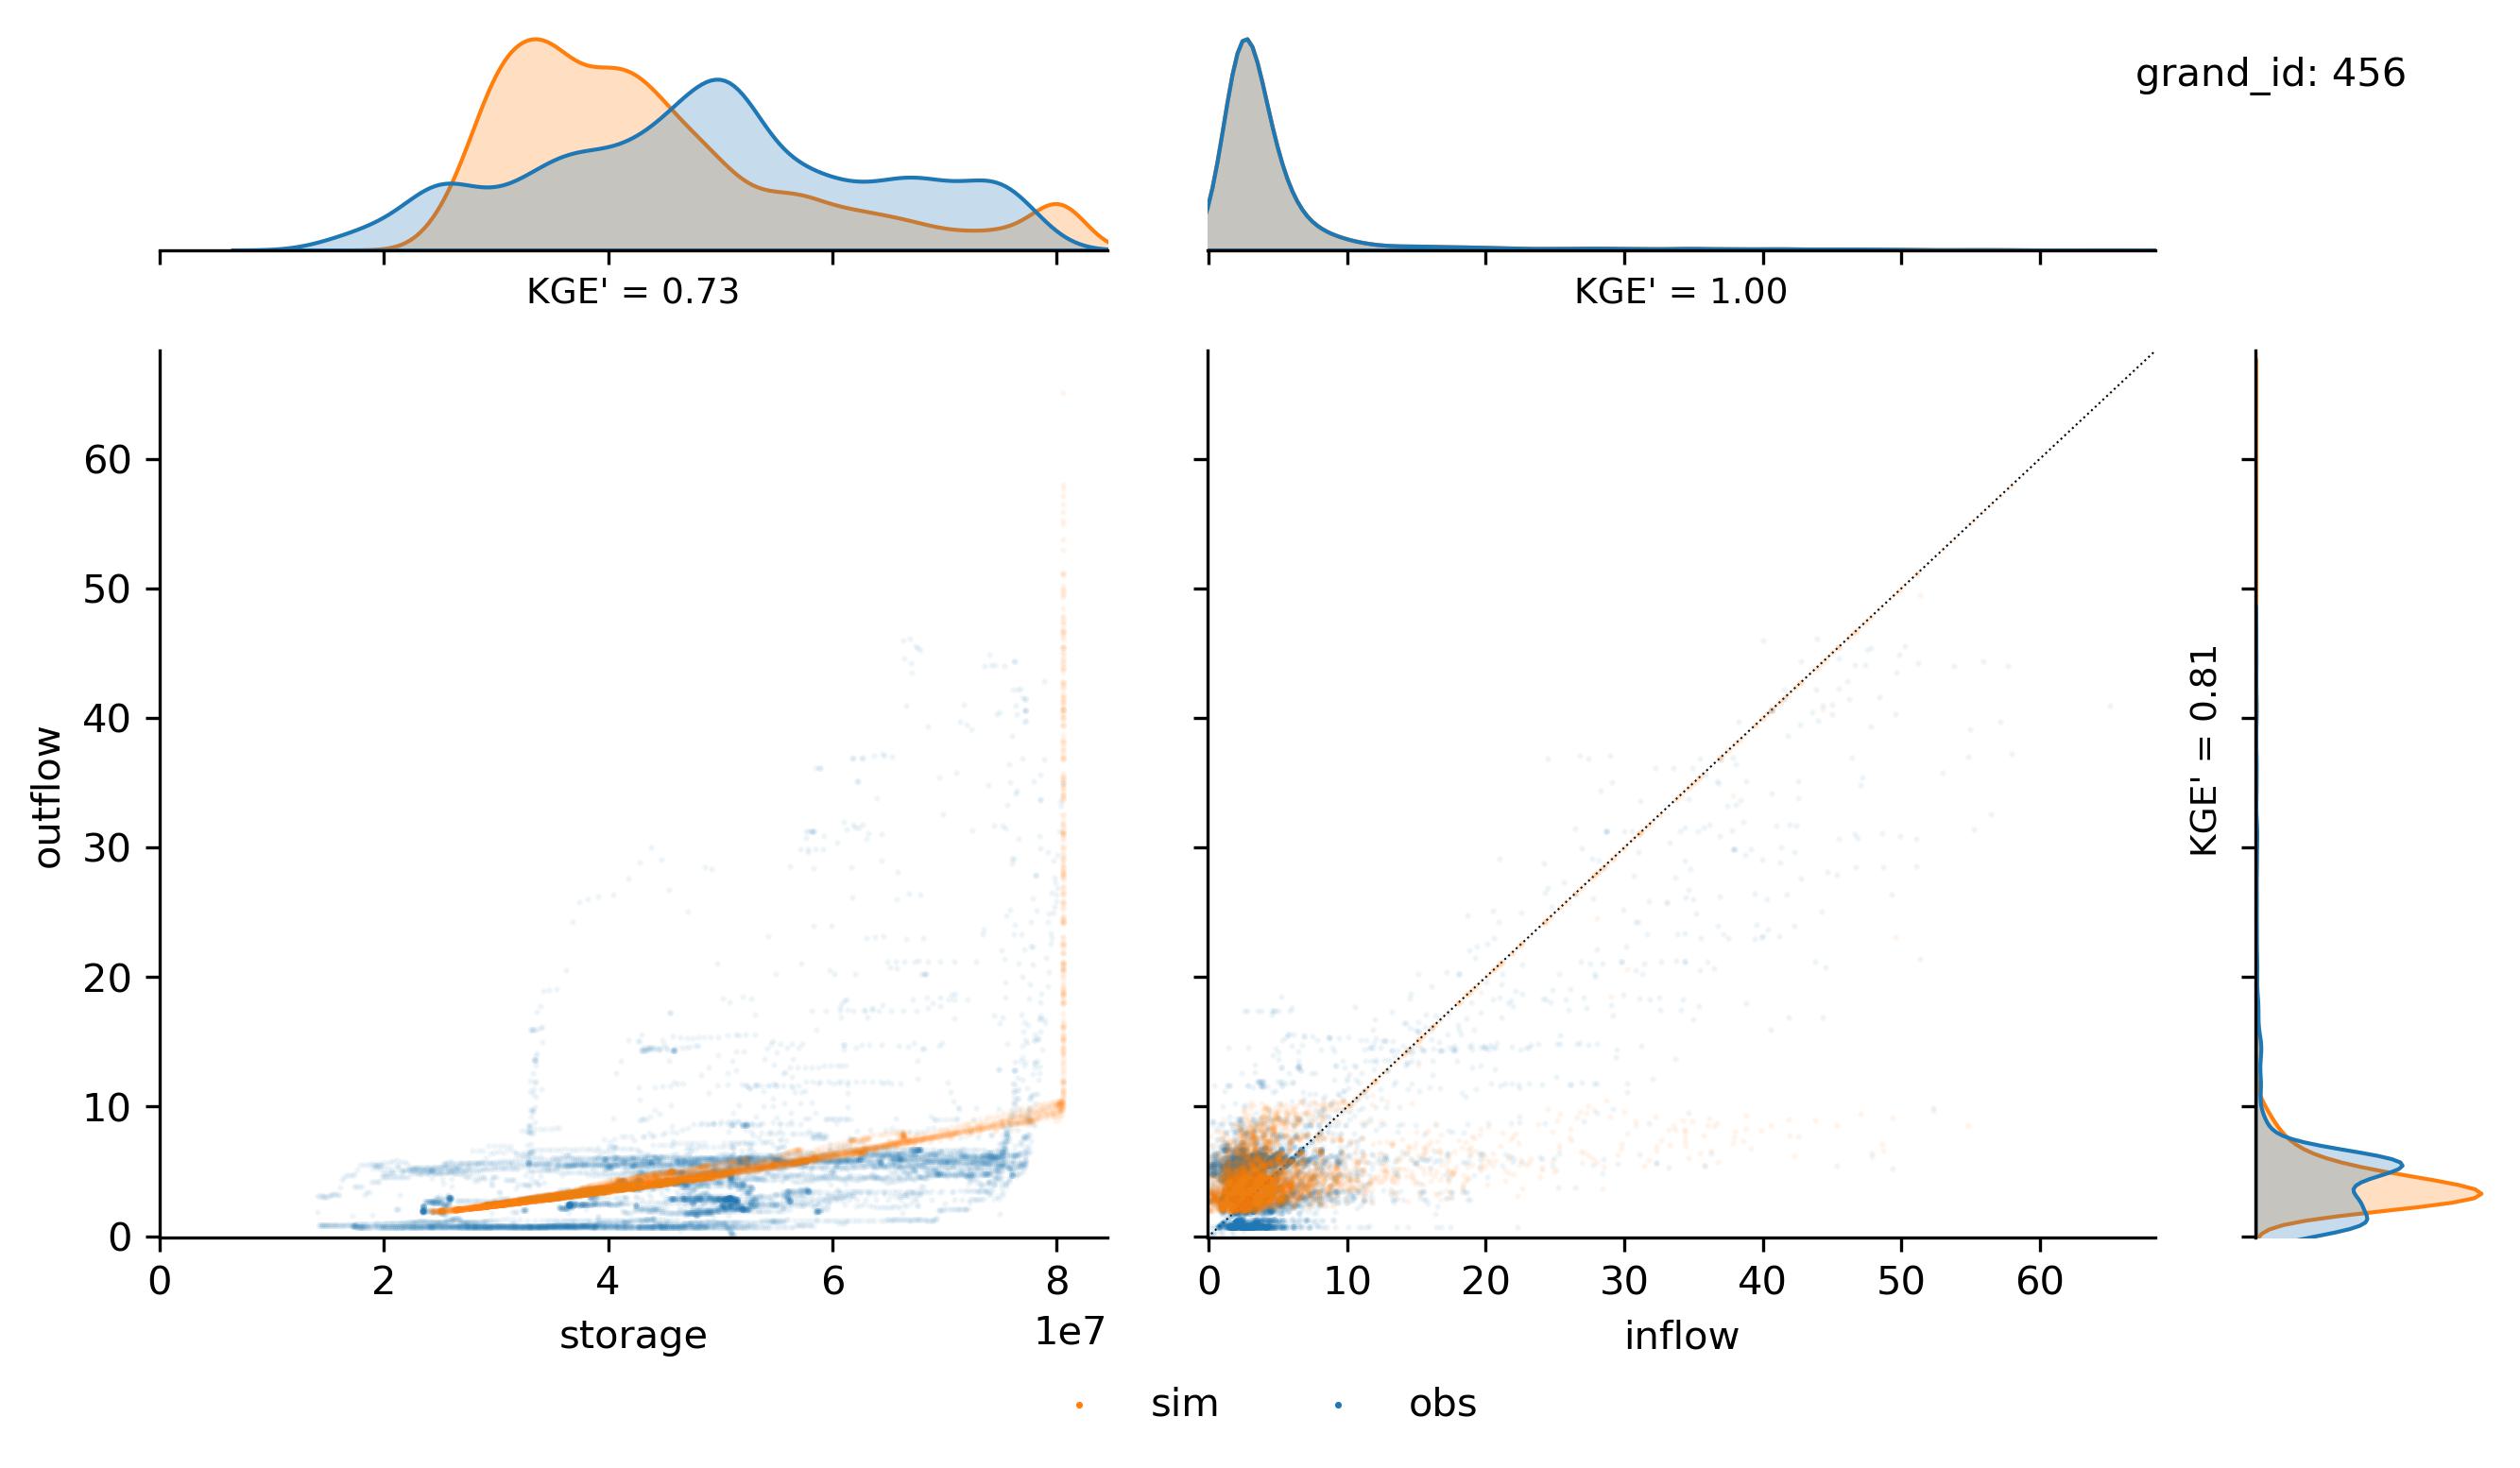 grand_id: 456
KGE' = 0.73
KGE' = 1.00
outflow
60
50
40
30
20
10
0
KGE' = 0.81
0 2 4 6 8
1e7
storage
0 10 20 30 40 50 60
inflow
sim obs